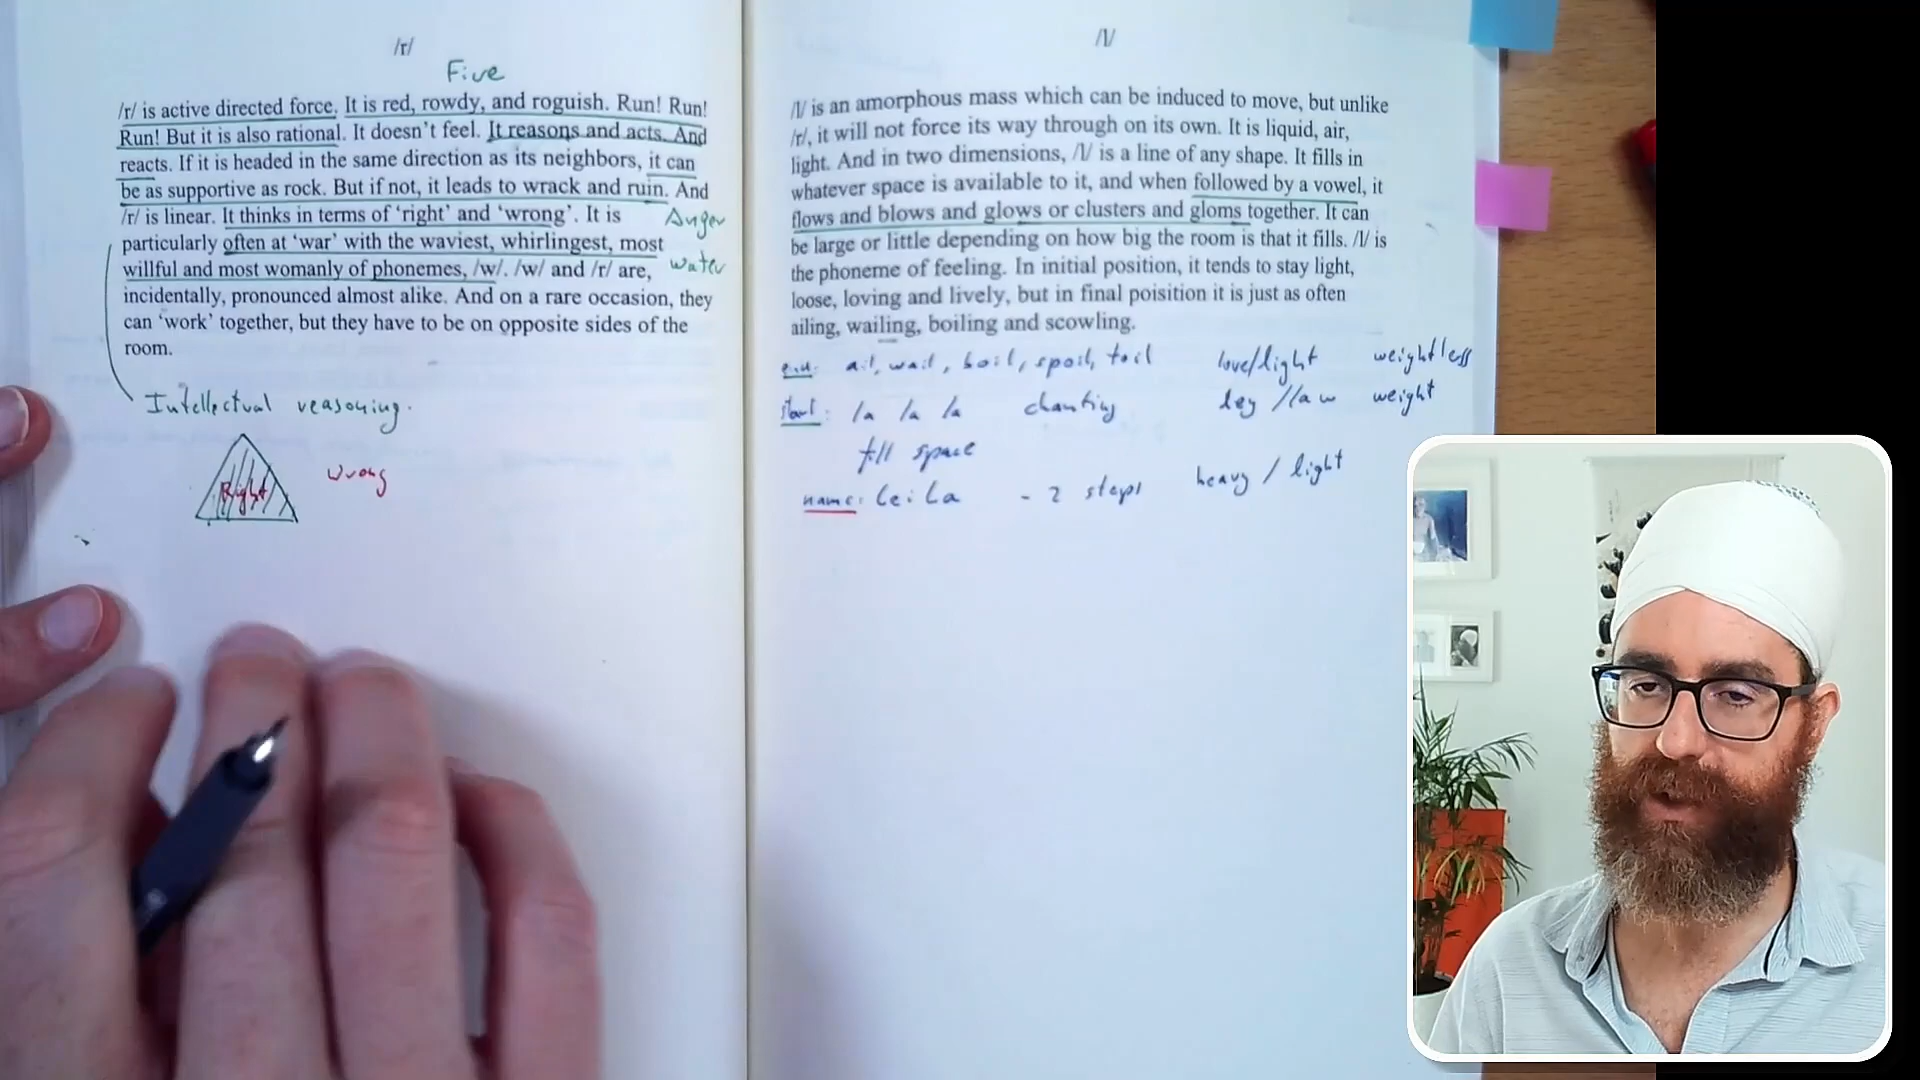 /r/
Five
/r/ is active directed force. It is red, rowdy, and roguish. Run! Run!
Run! But it is also rational. It doesn't feel. It reasons and acts. And
reacts. If it is headed in the same direction as its neighbors, it can
be as supportive as rock. But if not, it leads to wrack and ruin. And
/r/ is linear. It thinks in terms of 'right' and 'wrong'. It is
Anger
particularly often at 'war' with the waviest, whirlingest, most
willful and most womanly of phonemes, /w/. /w/ and /r/ are,
water
incidentally, pronounced almost alike. And on a rare occasion, they
can 'work' together, but they have to be on opposite sides of the
room.
Intellectual reasoning.
Right
wrong
/l/
/l/ is an amorphous mass which can be induced to move, but unlike
/r/, it will not force its way through on its own. It is liquid, air,
light. And in two dimensions, /l/ is a line of any shape. It fills in
whatever space is available to it, and when followed by a vowel, it
flows and blows and glows or clusters and gloms together. It can
be large or little depending on how big the room is that it fills. /l/ is
the phoneme of feeling. In initial position, it tends to stay light,
loose, loving and lively, but in final poisition it is just as often
ailing, wailing, boiling and scowling.
end: ail, wail, boil, spoil, toil love/light weightless
start: la la la chanting leg /law weight
fill space
name: LeiLa - 2 steps heavy / light